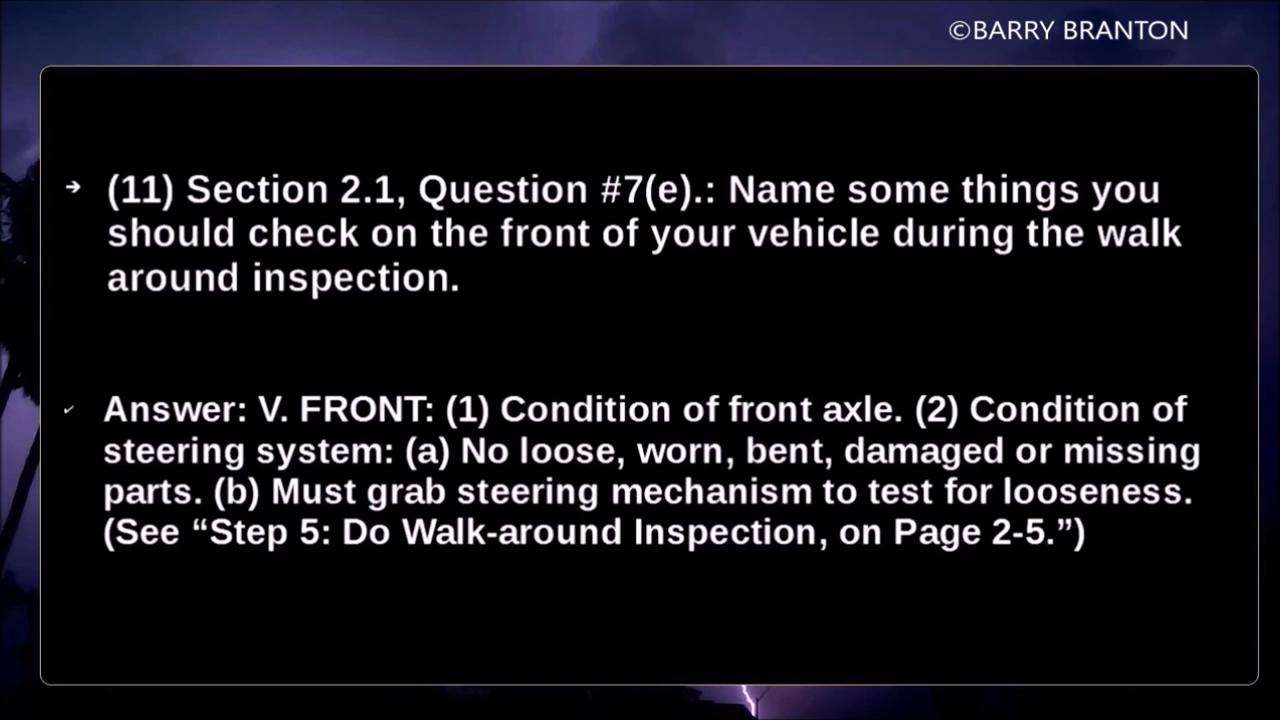 ©BARRY BRANTON
➔ (11) Section 2.1, Question #7(e).: Name some things you
should check on the front of your vehicle during the walk
around inspection.
✔ Answer: V. FRONT: (1) Condition of front axle. (2) Condition of
steering system: (a) No loose, worn, bent, damaged or missing
parts. (b) Must grab steering mechanism to test for looseness.
(See “Step 5: Do Walk-around Inspection, on Page 2-5.”)